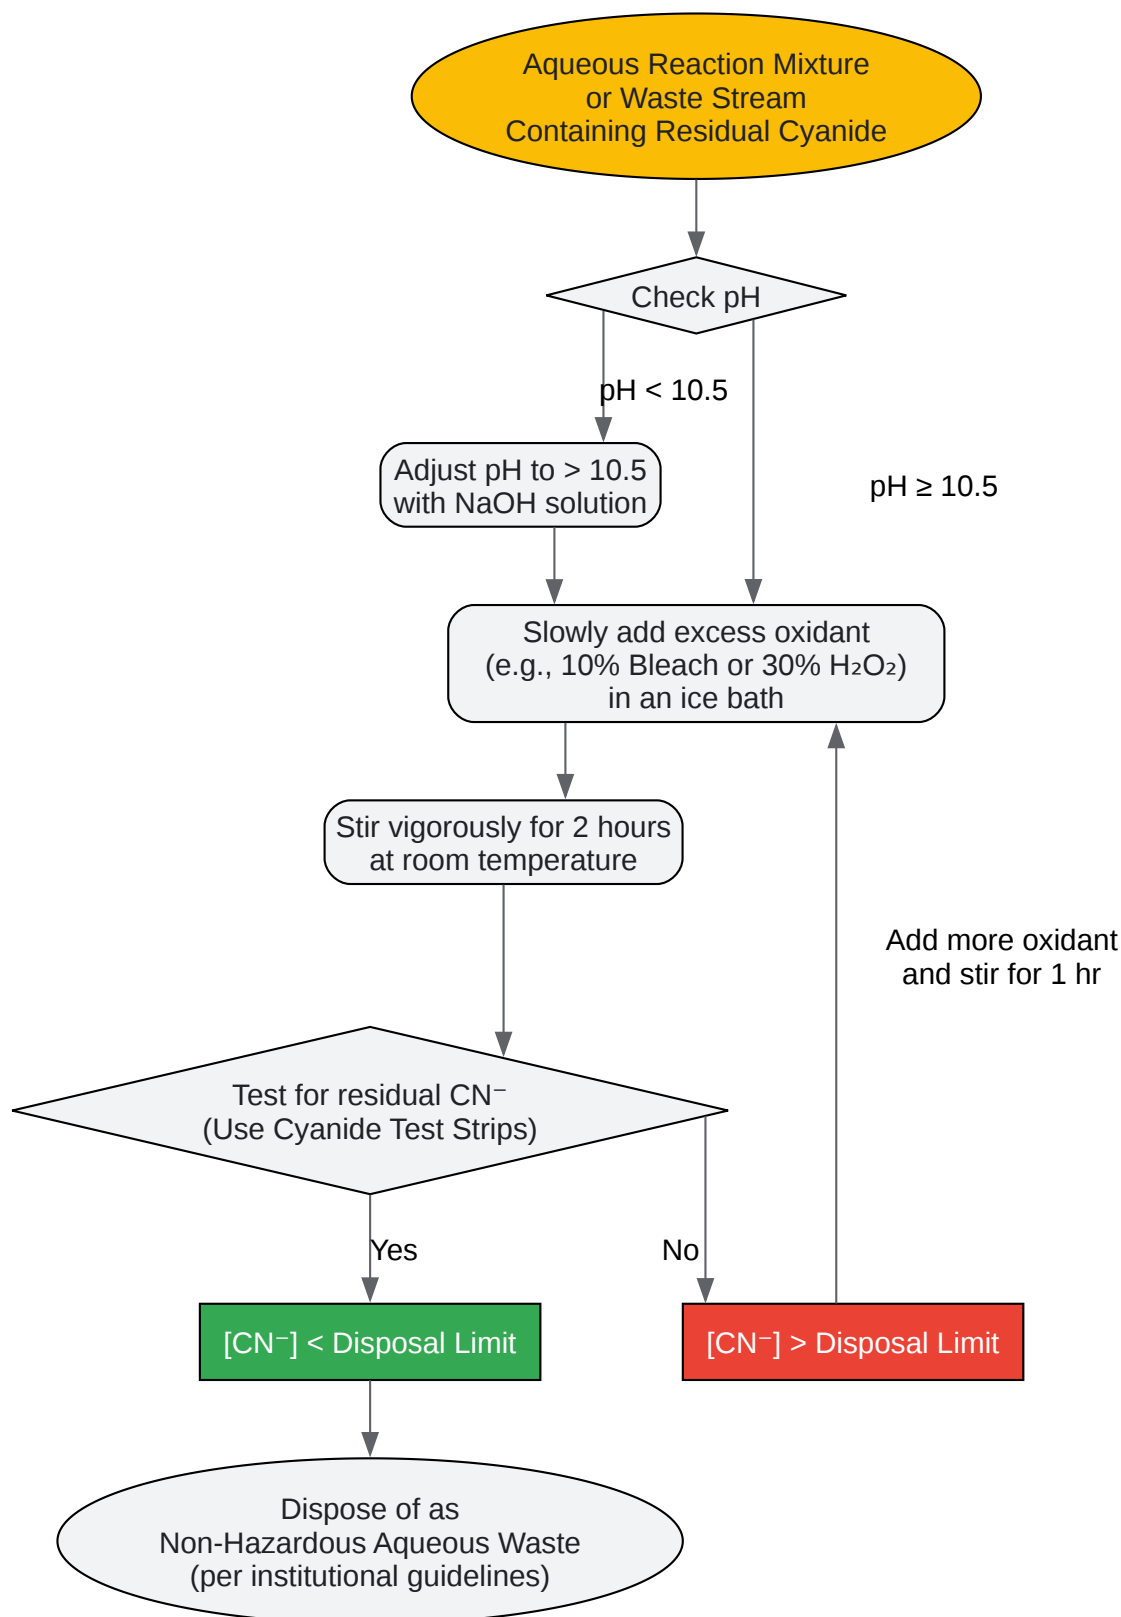 Aqueous Reaction Mixture
or Waste Stream
Containing Residual Cyanide
Check pH
pH < 10.5
Adjust pH to > 10.5
with NaOH solution
pH ≥ 10.5
Slowly add excess oxidant
(e.g., 10% Bleach or 30% H₂O₂)
in an ice bath
Stir vigorously for 2 hours
at room temperature
Add more oxidant
and stir for 1 hr
Test for residual CN⁻
(Use Cyanide Test Strips)
Yes
No
[CN⁻] < Disposal Limit
[CN⁻] > Disposal Limit
Dispose of as
Non-Hazardous Aqueous Waste
(per institutional guidelines)